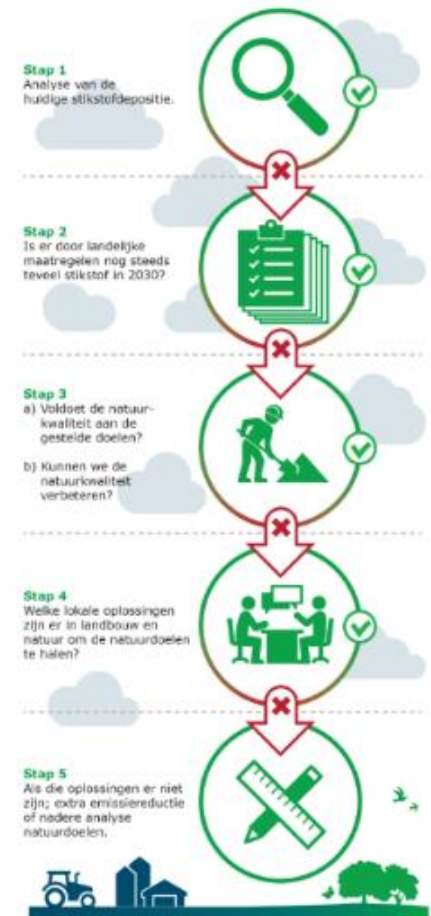 Stap 1
Analyse van de
huidige stikstofdepositie.
Stap 2
Is er door landelijke
maatregelen nog steeds
teveel stikstof in 2030?
Stap 3
a) Voldoet de natuur-
kwaliteit aan de
gestelde doelen?
b) Kunnen we de
natuurkwaliteit
verbeteren?
Stap 4
Welke lokale oplossingen
zijn er in landbouw en
natuur om de natuurdoelen
te halen?
Stap 5
Als die oplossingen er niet
zijn; extra emissiereductie
of nadere analyse
natuurdoelen.